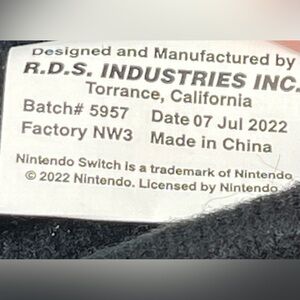 Designed and Manufactured by
R.D.S. INDUSTRIES INC.
Torrance, California
Batch# 5957 Date 07 Jul 2022
Factory NW3 Made in China
Nintendo Switch is a trademark of Nintendo
© 2022 Nintendo. Licensed by Nintendo